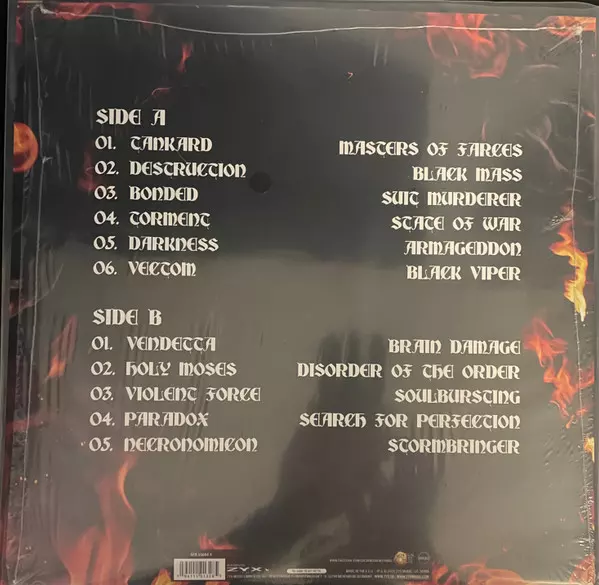 SIDE A
01. TANKARD MASTERS OF FARCES
02. DESTRUCTION BLACK MASS
03. BONDED SUIT MURDERER
04. TORMENT STATE OF WAR
05. DARKNESS ARMAGEDDON
06. VECTOM BLACK VIPER
SIDE B
01. VENDETTA BRAIN DAMAGE
02. HOLY MOSES DISORDER OF THE ORDER
03. VIOLENT FORCE SOULBURSTING
04. PARADOX SEARCH FOR PERFECTION
05. NECRONOMICON STORMBRINGER
ZYX